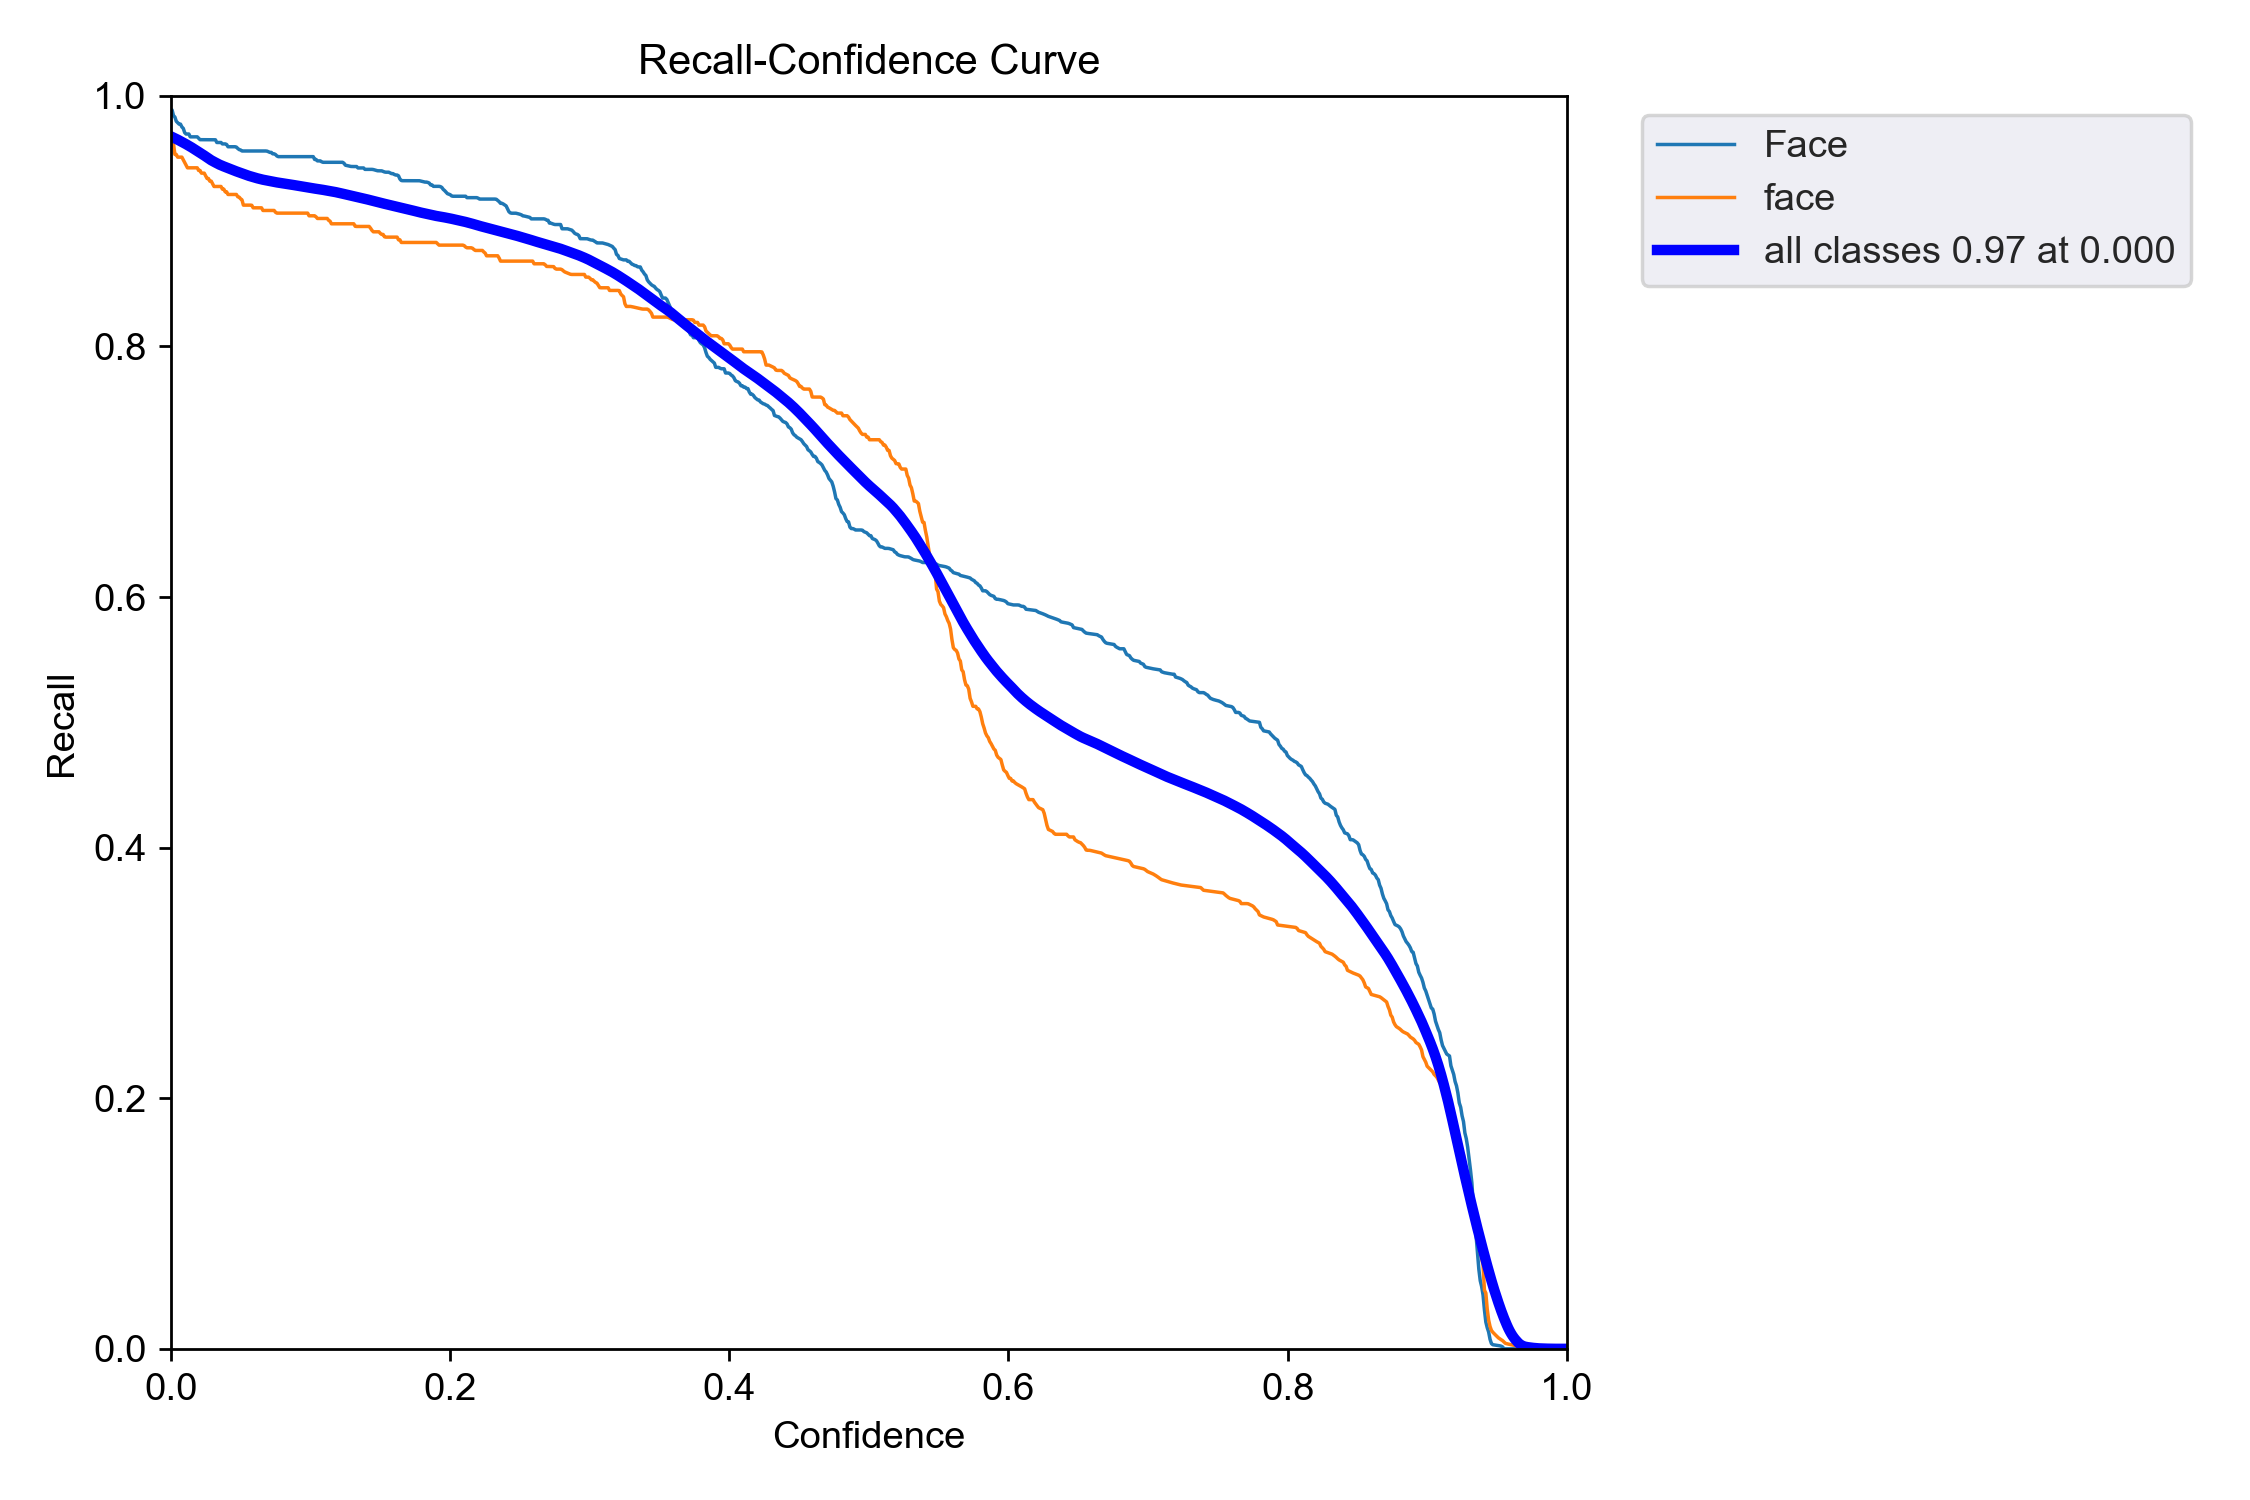 Recall-Confidence Curve
1.0
0.8
0.6
0.4
0.2
0.0
Recall
0.0 0.2 0.4 0.6 0.8 1.0
Confidence
Face
face
all classes 0.97 at 0.000